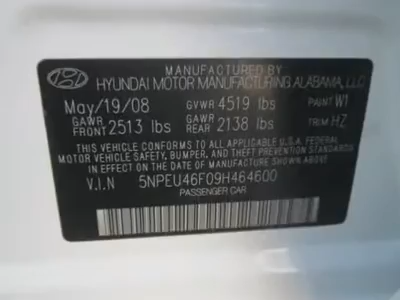 MANUFACTURED BY
HYUNDAI MOTOR MANUFACTURING ALABAMA, LLC
May/19/08 GVWR 4519 lbs PAINT W1
GAWR FRONT 2513 lbs GAWR REAR 2138 lbs TRIM HZ
THIS VEHICLE CONFORMS TO ALL APPLICABLE U.S.A. FEDERAL
MOTOR VEHICLE SAFETY, BUMPER, AND THEFT PREVENTION
STANDARDS IN EFFECT ON THE DATE OF MANUFACTURE SHOWN ABOVE.
V.I.N 5NPEU46F09H464600
PASSENGER CAR